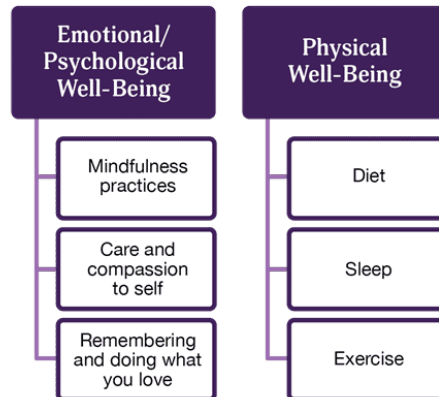 Emotional/
Psychological
Well-Being
Mindfulness
practices
Care and
compassion
to self
Remembering
and doing what
you love
Physical
Well-Being
Diet
Sleep
Exercise